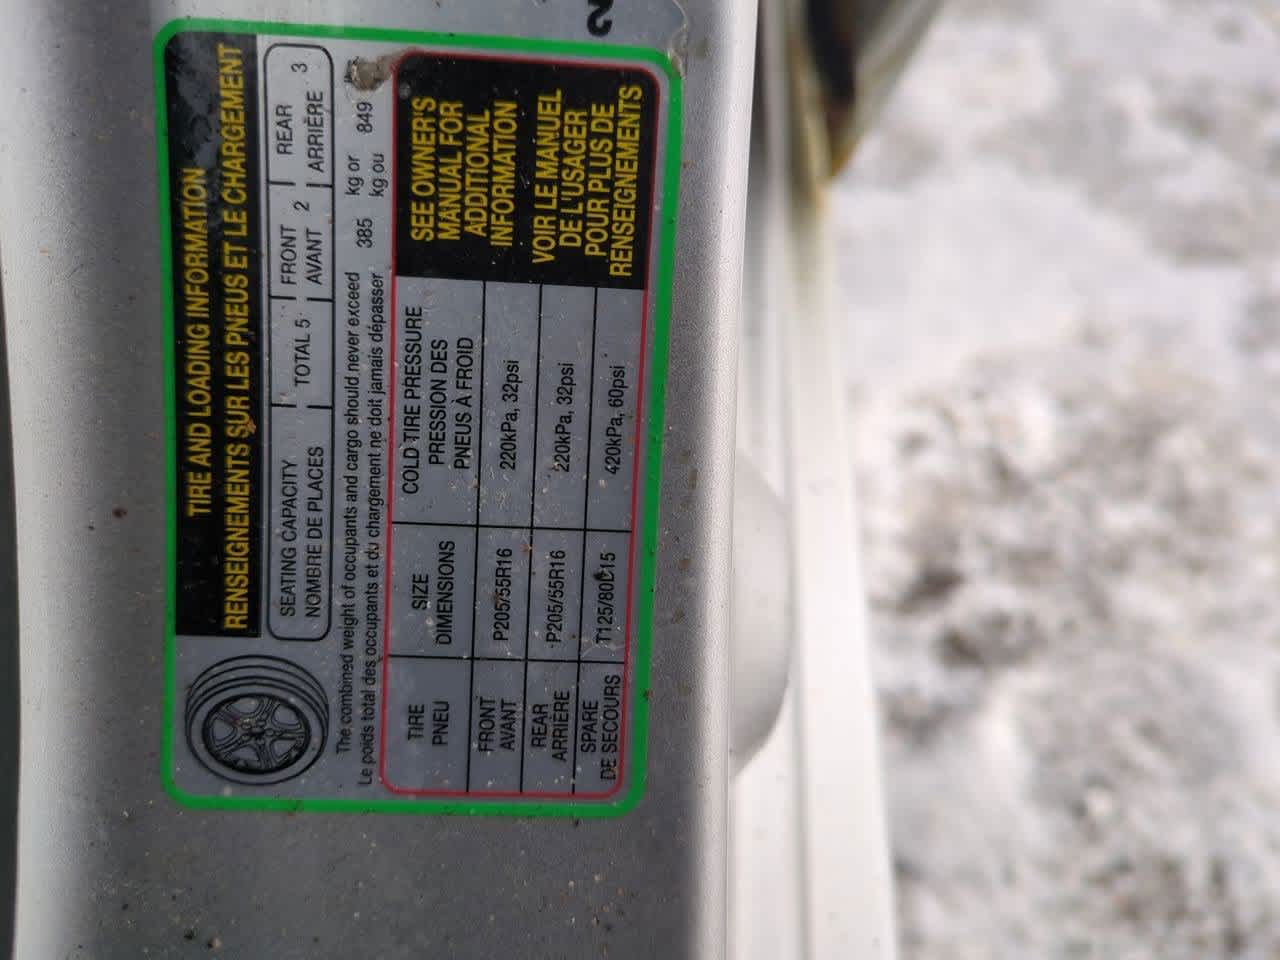 TIRE AND LOADING INFORMATION
RENSEIGNEMENTS SUR LES PNEUS ET LE CHARGEMENT
SEATING CAPACITY
NOMBRE DE PLACES
TOTAL 5
FRONT
AVANT 2
REAR
ARRIÈRE 3
The combined weight of occupants and cargo should never exceed 385 kg or 849
Le poids total des occupants et du chargement ne doit jamais dépasser kg ou
TIRE
PNEU
SIZE
DIMENSIONS
COLD TIRE PRESSURE
PRESSION DES
PNEUS À FROID
FRONT
AVANT
P205/55R16
220kPa, 32psi
REAR
ARRIÈRE
P205/55R16
220kPa, 32psi
SPARE
DE SECOURS
T125/80D15
420kPa, 60psi
SEE OWNER'S
MANUAL FOR
ADDITIONAL
INFORMATION
VOIR LE MANUEL
DE L'USAGER
POUR PLUS DE
RENSEIGNEMENTS
2